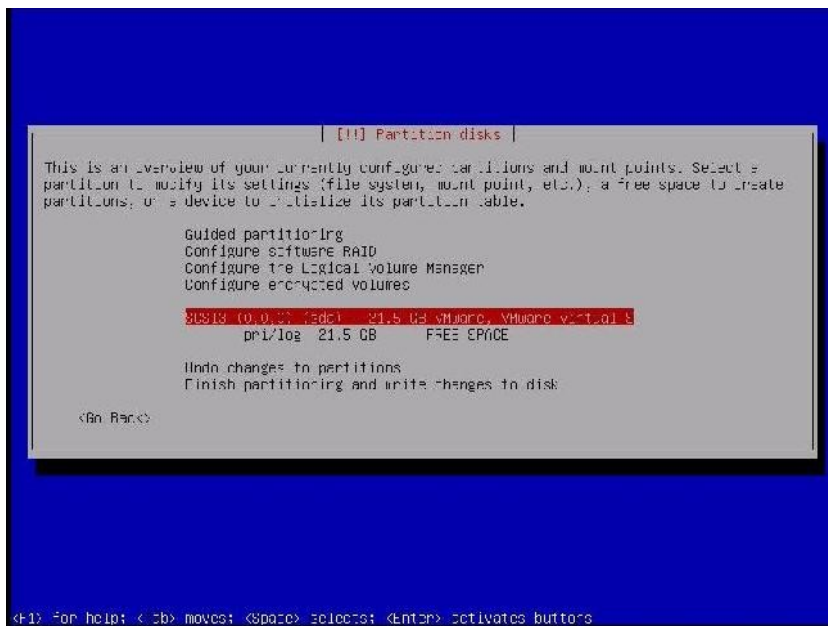 [!!] Partition disks
This is an overview of your currently configured partitions and mount points. Select a
partition to modify its settings (file system, mount point, etc.), a free space to create
partitions, or a device to initialize its partition table.
Guided partitioning
Configure software RAID
Configure the Logical Volume Manager
Configure encrypted volumes
SCSI3 (0,0,0) (sda) - 21.5 GB VMware, VMware Virtual S
pri/log 21.5 GB FREE SPACE
Undo changes to partitions
Finish partitioning and write changes to disk
<Go Back>
<F1> for help; <Tab> moves; <Space> selects; <Enter> activates buttons